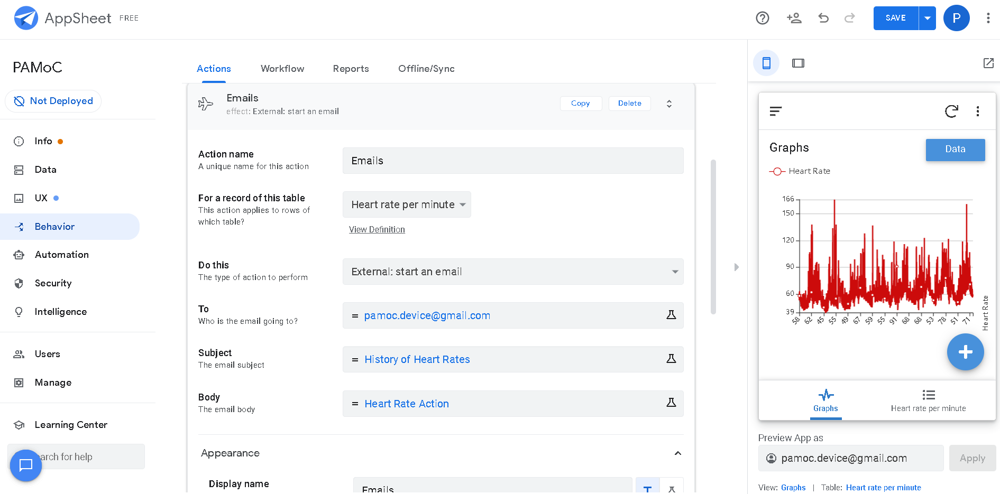 AppSheet FREE
SAVE
P
PAMoC
Not Deployed
Info
Data
UX
Behavior
Automation
Security
Intelligence
Users
Manage
Learning Center
arch for help
Actions Workflow Reports Offline/Sync
Emails
effect: External: start an email
Copy Delete
Action name
A unique name for this action
Emails
For a record of this table
This action applies to rows of
which table?
Heart rate per minute
View Definition
Do this
The type of action to perform
External: start an email
To
Who is the email going to?
= pamoc.device@gmail.com
Subject
The email subject
= History of Heart Rates
Body
The email body
= Heart Rate Action
Appearance
Display name
Emails
T
Graphs
Data
Heart Rate
166
150
120
90
60
39
58 62 45 55 49 67 59 55 91 68 68 53 78 51 71
Heart Rate
Graphs
Heart rate per minute
Preview App as
pamoc.device@gmail.com
Apply
View: Graphs | Table: Heart rate per minute